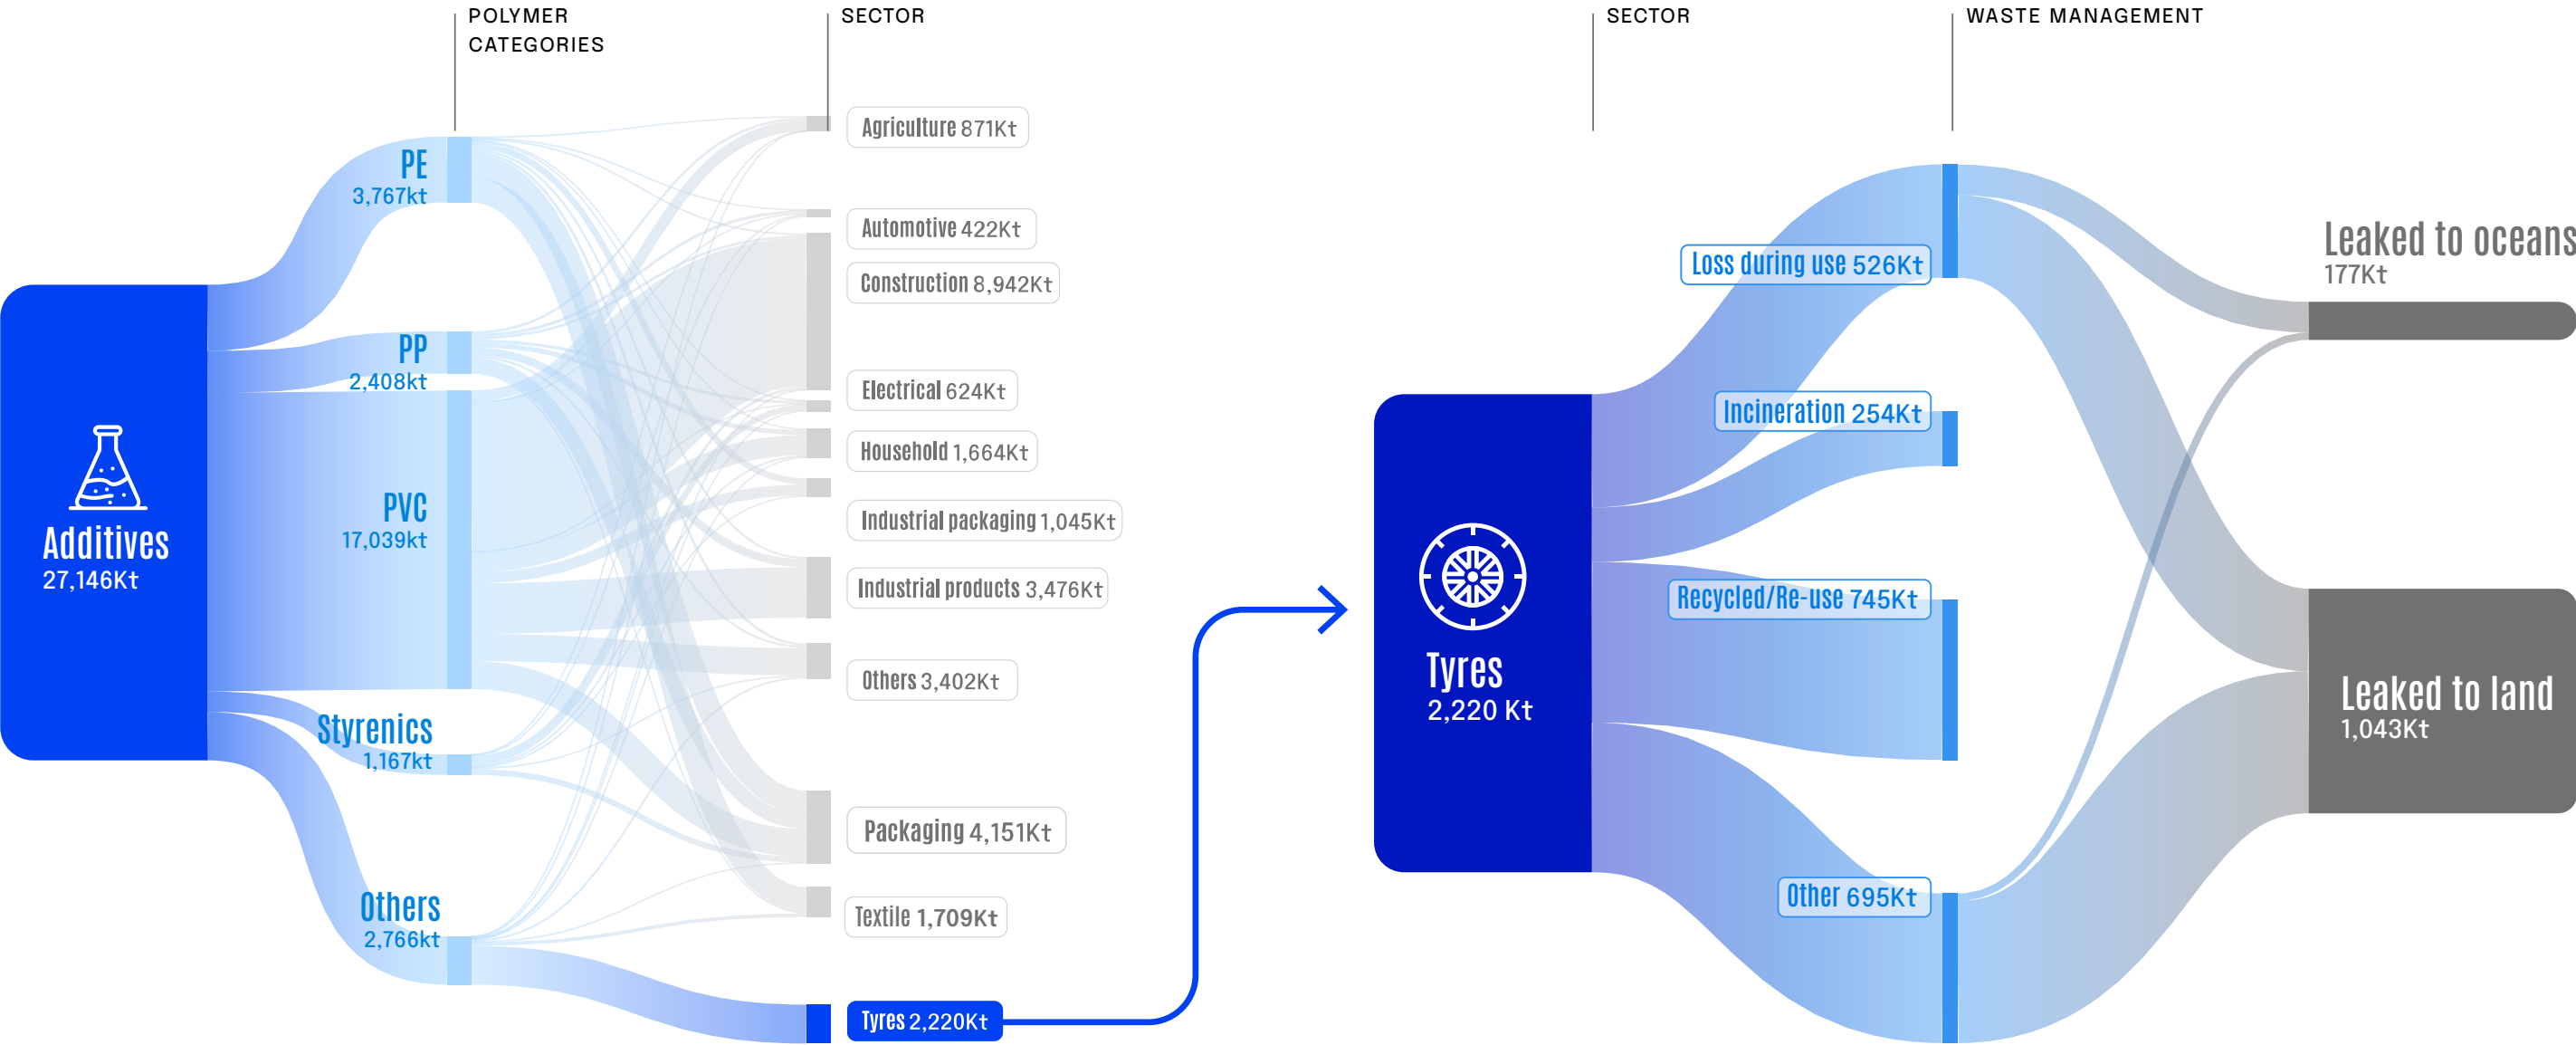 POLYMER
CATEGORIES
SECTOR
SECTOR
WASTE MANAGEMENT
Additives
27,146Kt
PE
3,767kt
PP
2,408kt
PVC
17,039kt
Styrenics
1,167kt
Others
2,766kt
Agriculture 871Kt
Automotive 422Kt
Construction 8,942Kt
Electrical 624Kt
Household 1,664Kt
Industrial packaging 1,045Kt
Industrial products 3,476Kt
Others 3,402Kt
Packaging 4,151Kt
Textile 1,709Kt
Tyres 2,220Kt
Tyres
2,220 Kt
Loss during use 526Kt
Incineration 254Kt
Recycled/Re-use 745Kt
Other 695Kt
Leaked to oceans
177Kt
Leaked to land
1,043Kt